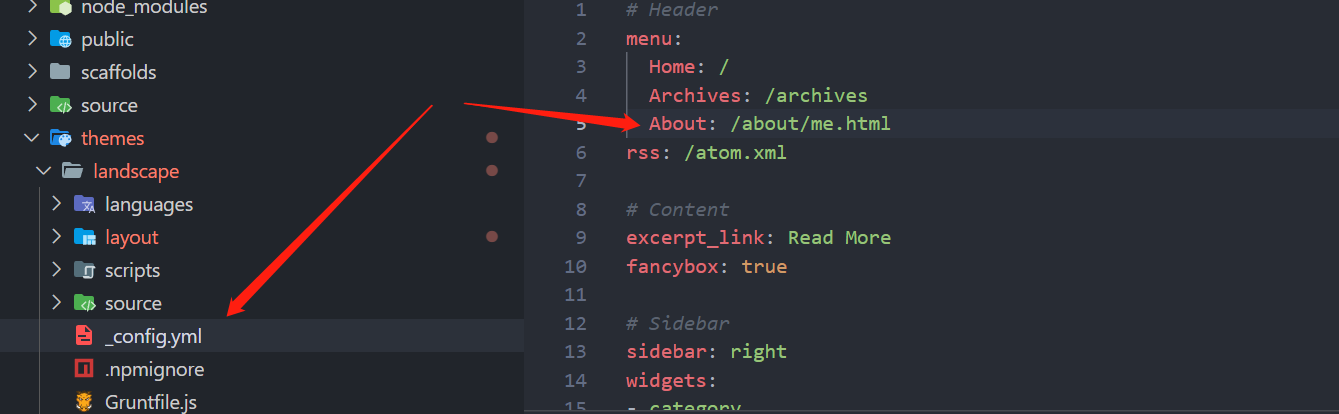 node_modules
public
scaffolds
source
themes
landscape
languages
layout
scripts
source
_config.yml
.npmignore
Gruntfile.js
1 # Header
2 menu:
3 Home: /
4 Archives: /archives
5 About: /about/me.html
6 rss: /atom.xml
7
8 # Content
9 excerpt_link: Read More
10 fancybox: true
11
12 # Sidebar
13 sidebar: right
14 widgets:
15 - category